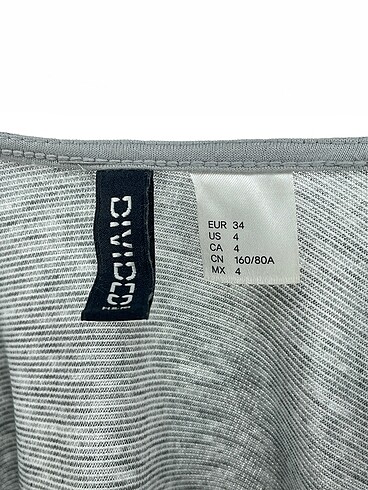 DIVIDED
EUR 34
US 4
CA 4
CN 160/80A
MX 4